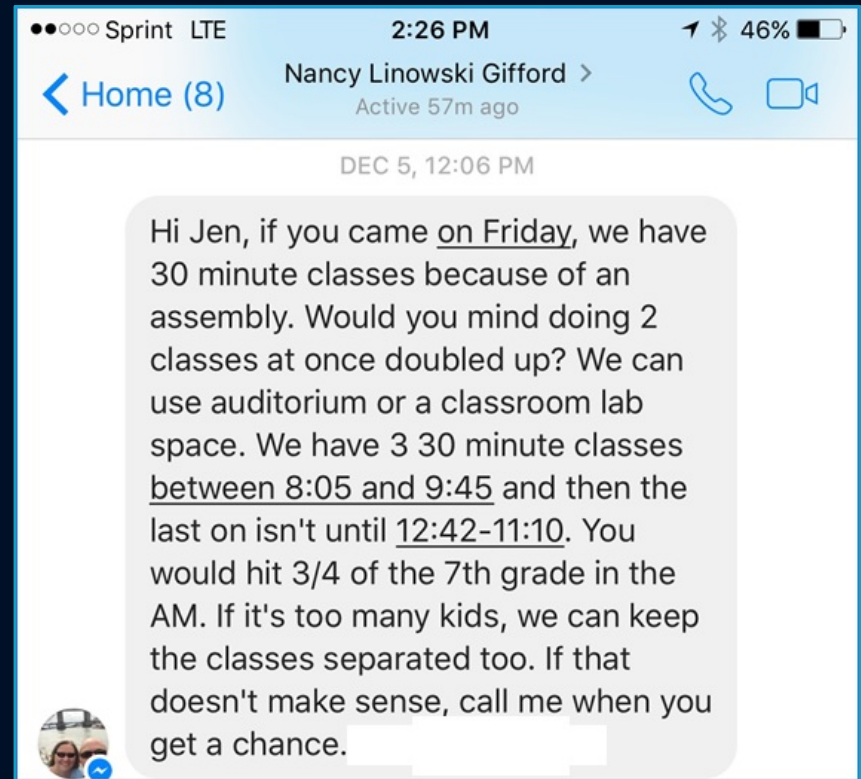 Sprint LTE 2:26 PM 46%
Home (8) Nancy Linowski Gifford >
Active 57m ago
DEC 5, 12:06 PM
Hi Jen, if you came on Friday, we have
30 minute classes because of an
assembly. Would you mind doing 2
classes at once doubled up? We can
use auditorium or a classroom lab
space. We have 3 30 minute classes
between 8:05 and 9:45 and then the
last on isn't until 12:42-11:10. You
would hit 3/4 of the 7th grade in the
AM. If it's too many kids, we can keep
the classes separated too. If that
doesn't make sense, call me when you
get a chance.